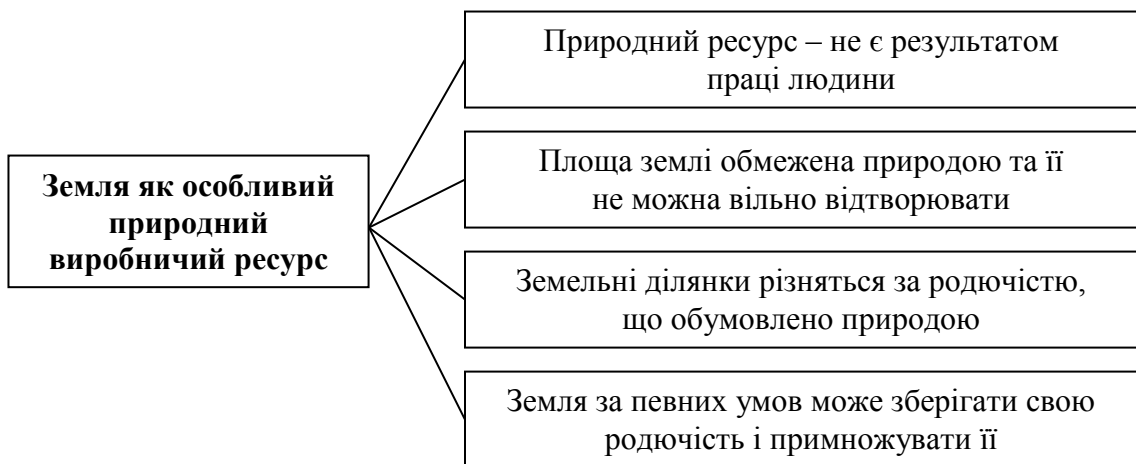 Земля як особливий
природний
виробничий ресурс
Природний ресурс – не є результатом
праці людини
Площа землі обмежена природою та її
не можна вільно відтворювати
Земельні ділянки різняться за родючістю,
що обумовлено природою
Земля за певних умов може зберігати свою
родючість і примножувати її